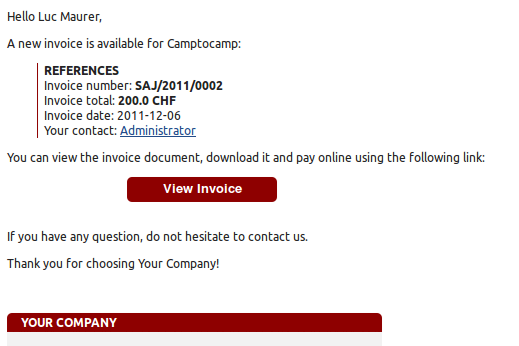 Hello Luc Maurer,
A new invoice is available for Camptocamp:
REFERENCES
Invoice number: SAJ/2011/0002
Invoice total: 200.0 CHF
Invoice date: 2011-12-06
Your contact: Administrator
You can view the invoice document, download it and pay online using the following link:
View Invoice
If you have any question, do not hesitate to contact us.
Thank you for choosing Your Company!
YOUR COMPANY